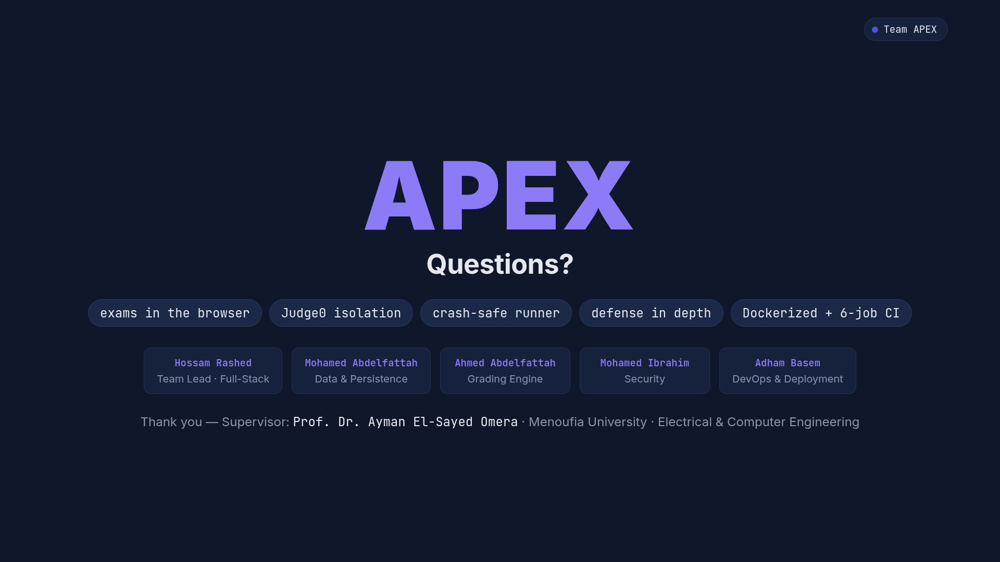 Team APEX
APEX
Questions?
exams in the browser
Judge0 isolation
crash-safe runner
defense in depth
Dockerized + 6-job CI
Hossam Rashed
Team Lead · Full-Stack
Mohamed Abdelfattah
Data & Persistence
Ahmed Abdelfattah
Grading Engine
Mohamed Ibrahim
Security
Adham Basem
DevOps & Deployment
Thank you — Supervisor: Prof. Dr. Ayman El-Sayed Omera · Menoufia University · Electrical & Computer Engineering